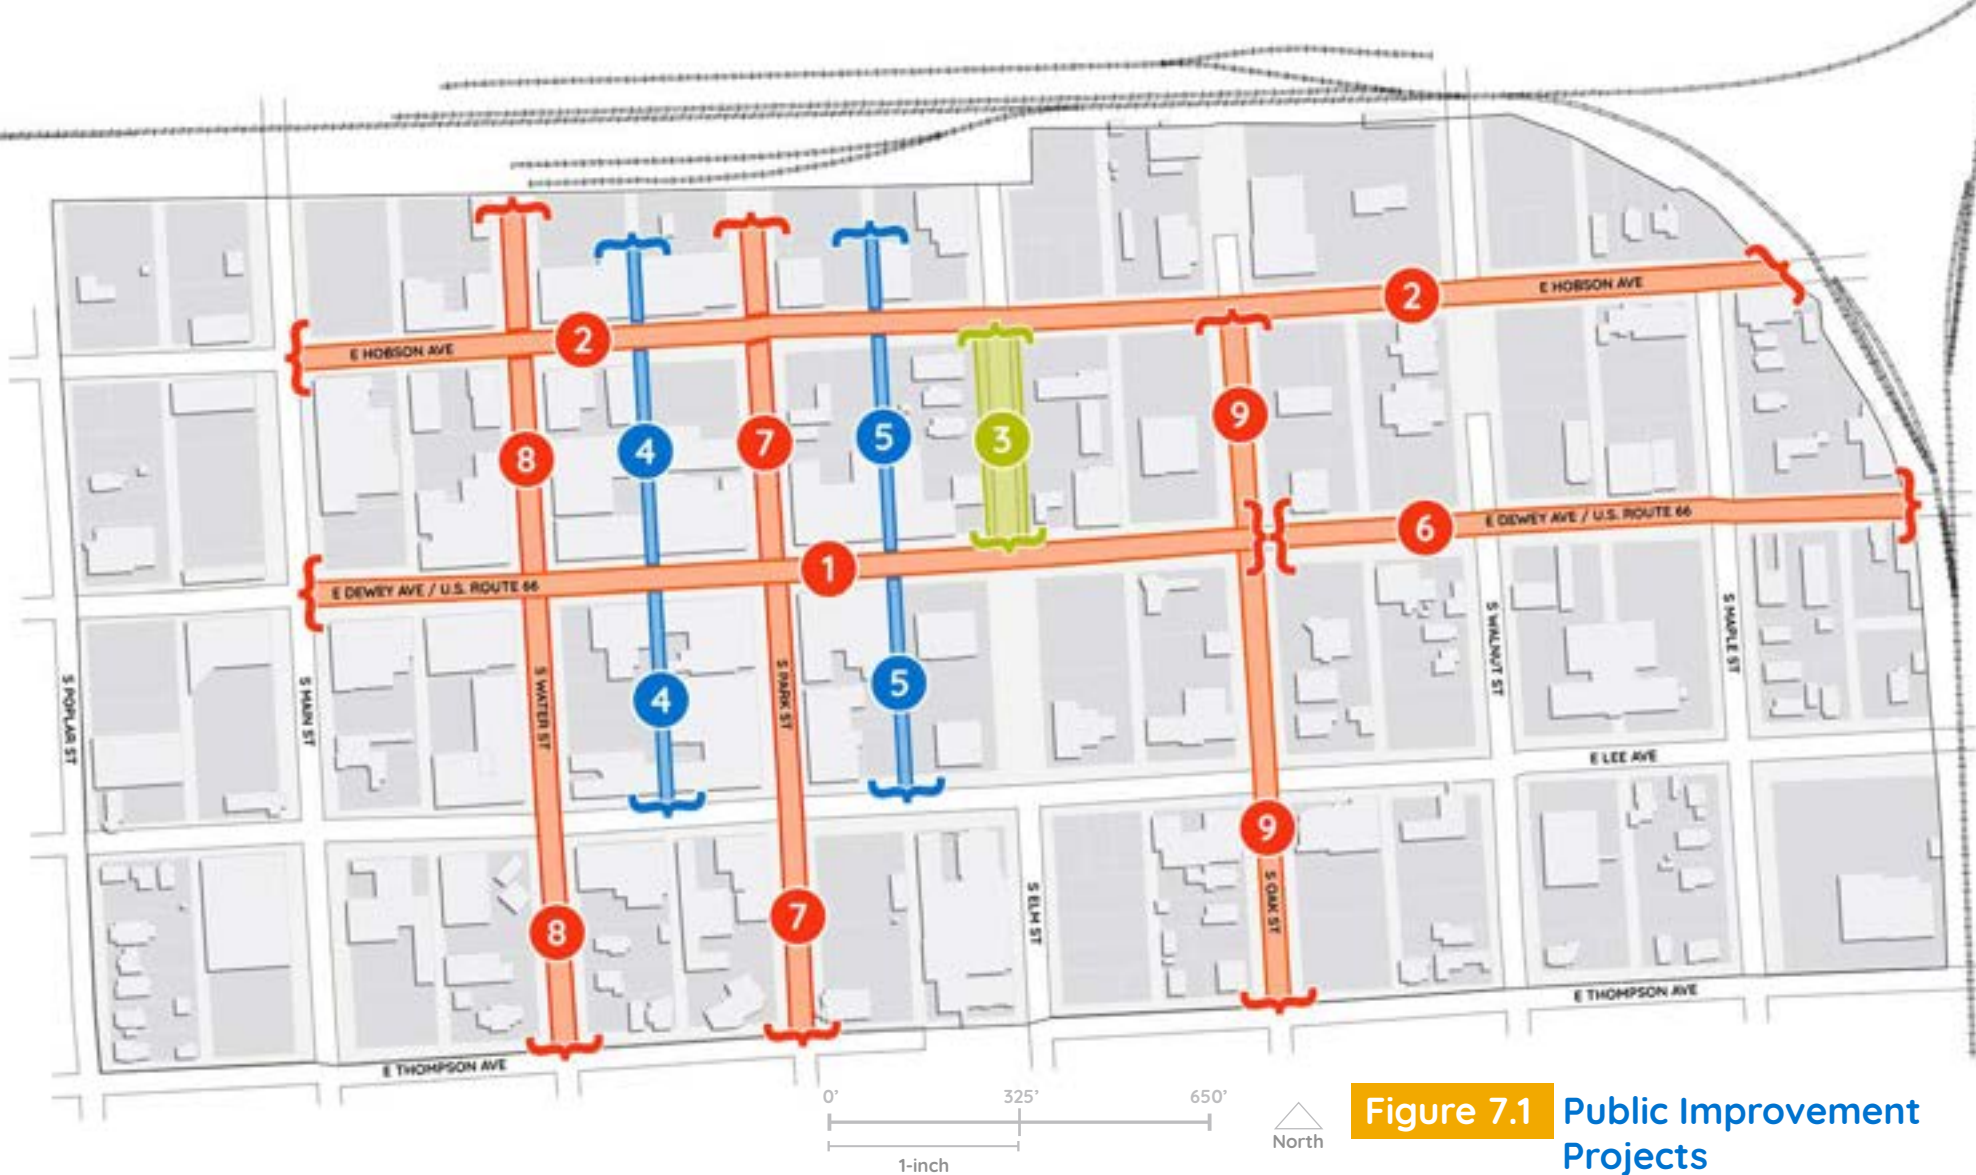 2
E HOBSON AVE
2
E HOBSON AVE
9
8
4
7
5
3
6
E DEWEY AVE / U.S. ROUTE 66
1
E DEWEY AVE / U.S. ROUTE 66
S POPLAR ST
S MAIN ST
S WATER ST
4
S PARK ST
5
S WALNUT ST
S MAPLE ST
E LEE AVE
9
8
7
S ELM ST
S OAK ST
E THOMPSON AVE
E THOMPSON AVE
0' 325' 650'
1-inch
North
Figure 7.1 Public Improvement
Projects